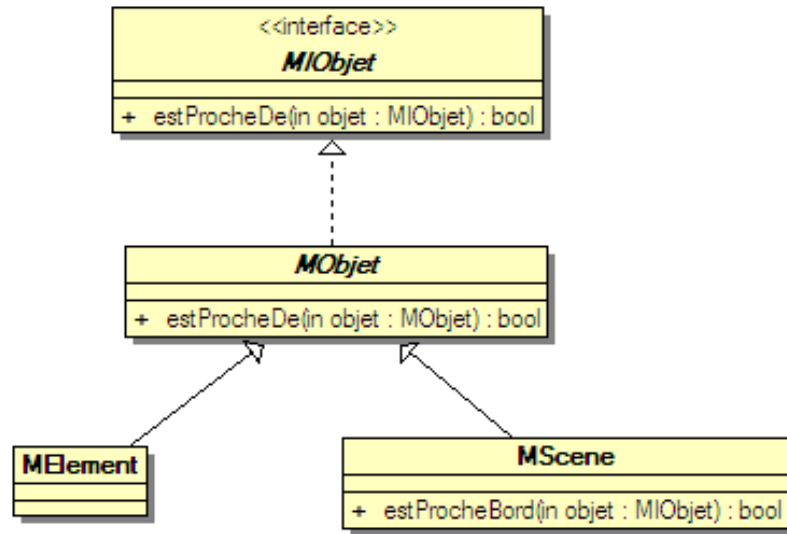 <<interface>>
MIObjet
+ estProcheDe(in objet : MIObjet) : bool
MObjet
+ estProcheDe(in objet : MObjet) : bool
MElement
MScene
+ estProcheBord(in objet : MIObjet) : bool